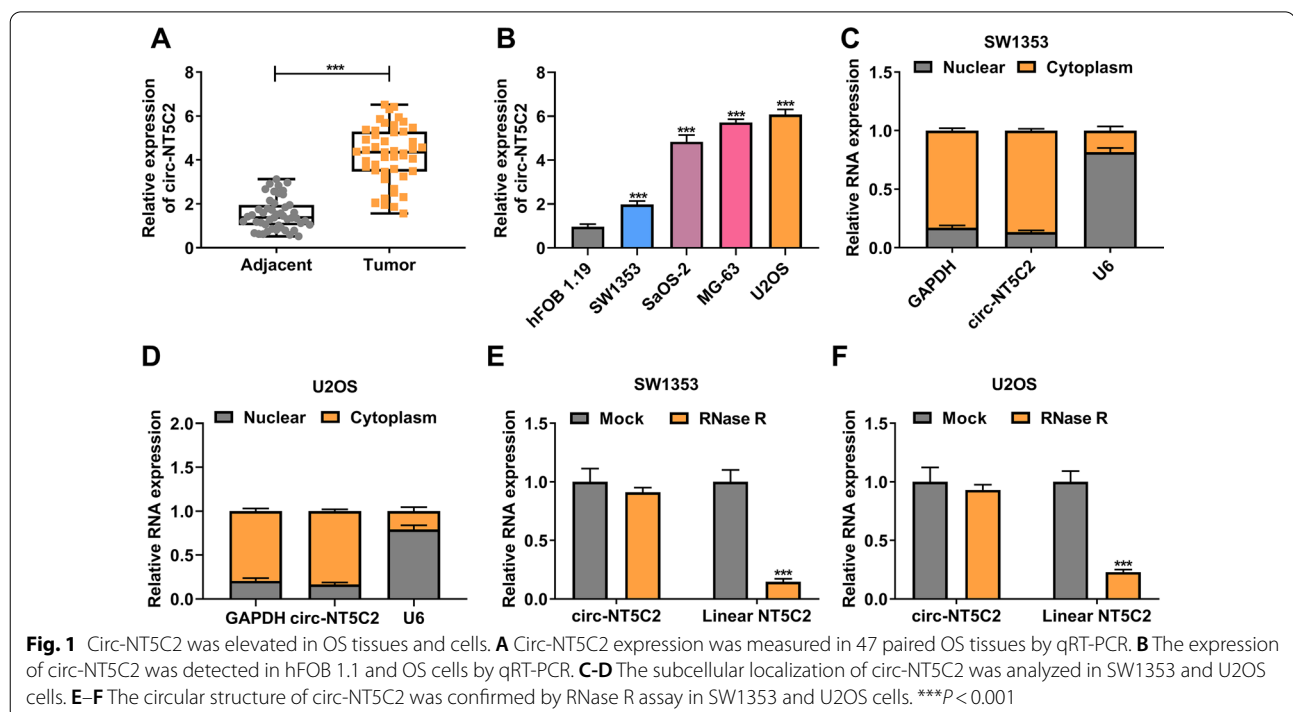 A
***
Relative expression
of circ-NT5C2
8
6
4
2
0
Adjacent
Tumor
B
Relative expression
of circ-NT5C2
8
6
4
2
0
***
***
***
***
hFOB 1.19
SW1353
SaOS-2
MG-63
U2OS
C
SW1353
Nuclear
Cytoplasm
Relative RNA expression
1.5
1.0
0.5
0.0
GAPDH
circ-NT5C2
U6
D
U2OS
Nuclear
Cytoplasm
Relative RNA expression
2.0
1.5
1.0
0.5
0.0
GAPDH circ-NT5C2 U6
E
SW1353
Mock
RNase R
Relative RNA expression
1.5
1.0
0.5
0.0
***
circ-NT5C2
Linear NT5C2
F
U2OS
Mock
RNase R
Relative RNA expression
1.5
1.0
0.5
0.0
***
circ-NT5C2
Linear NT5C2
Fig. 1 Circ-NT5C2 was elevated in OS tissues and cells. A Circ-NT5C2 expression was measured in 47 paired OS tissues by qRT-PCR. B The expression
of circ-NT5C2 was detected in hFOB 1.1 and OS cells by qRT-PCR. C-D The subcellular localization of circ-NT5C2 was analyzed in SW1353 and U2OS
cells. E–F The circular structure of circ-NT5C2 was confirmed by RNase R assay in SW1353 and U2OS cells. ***P < 0.001